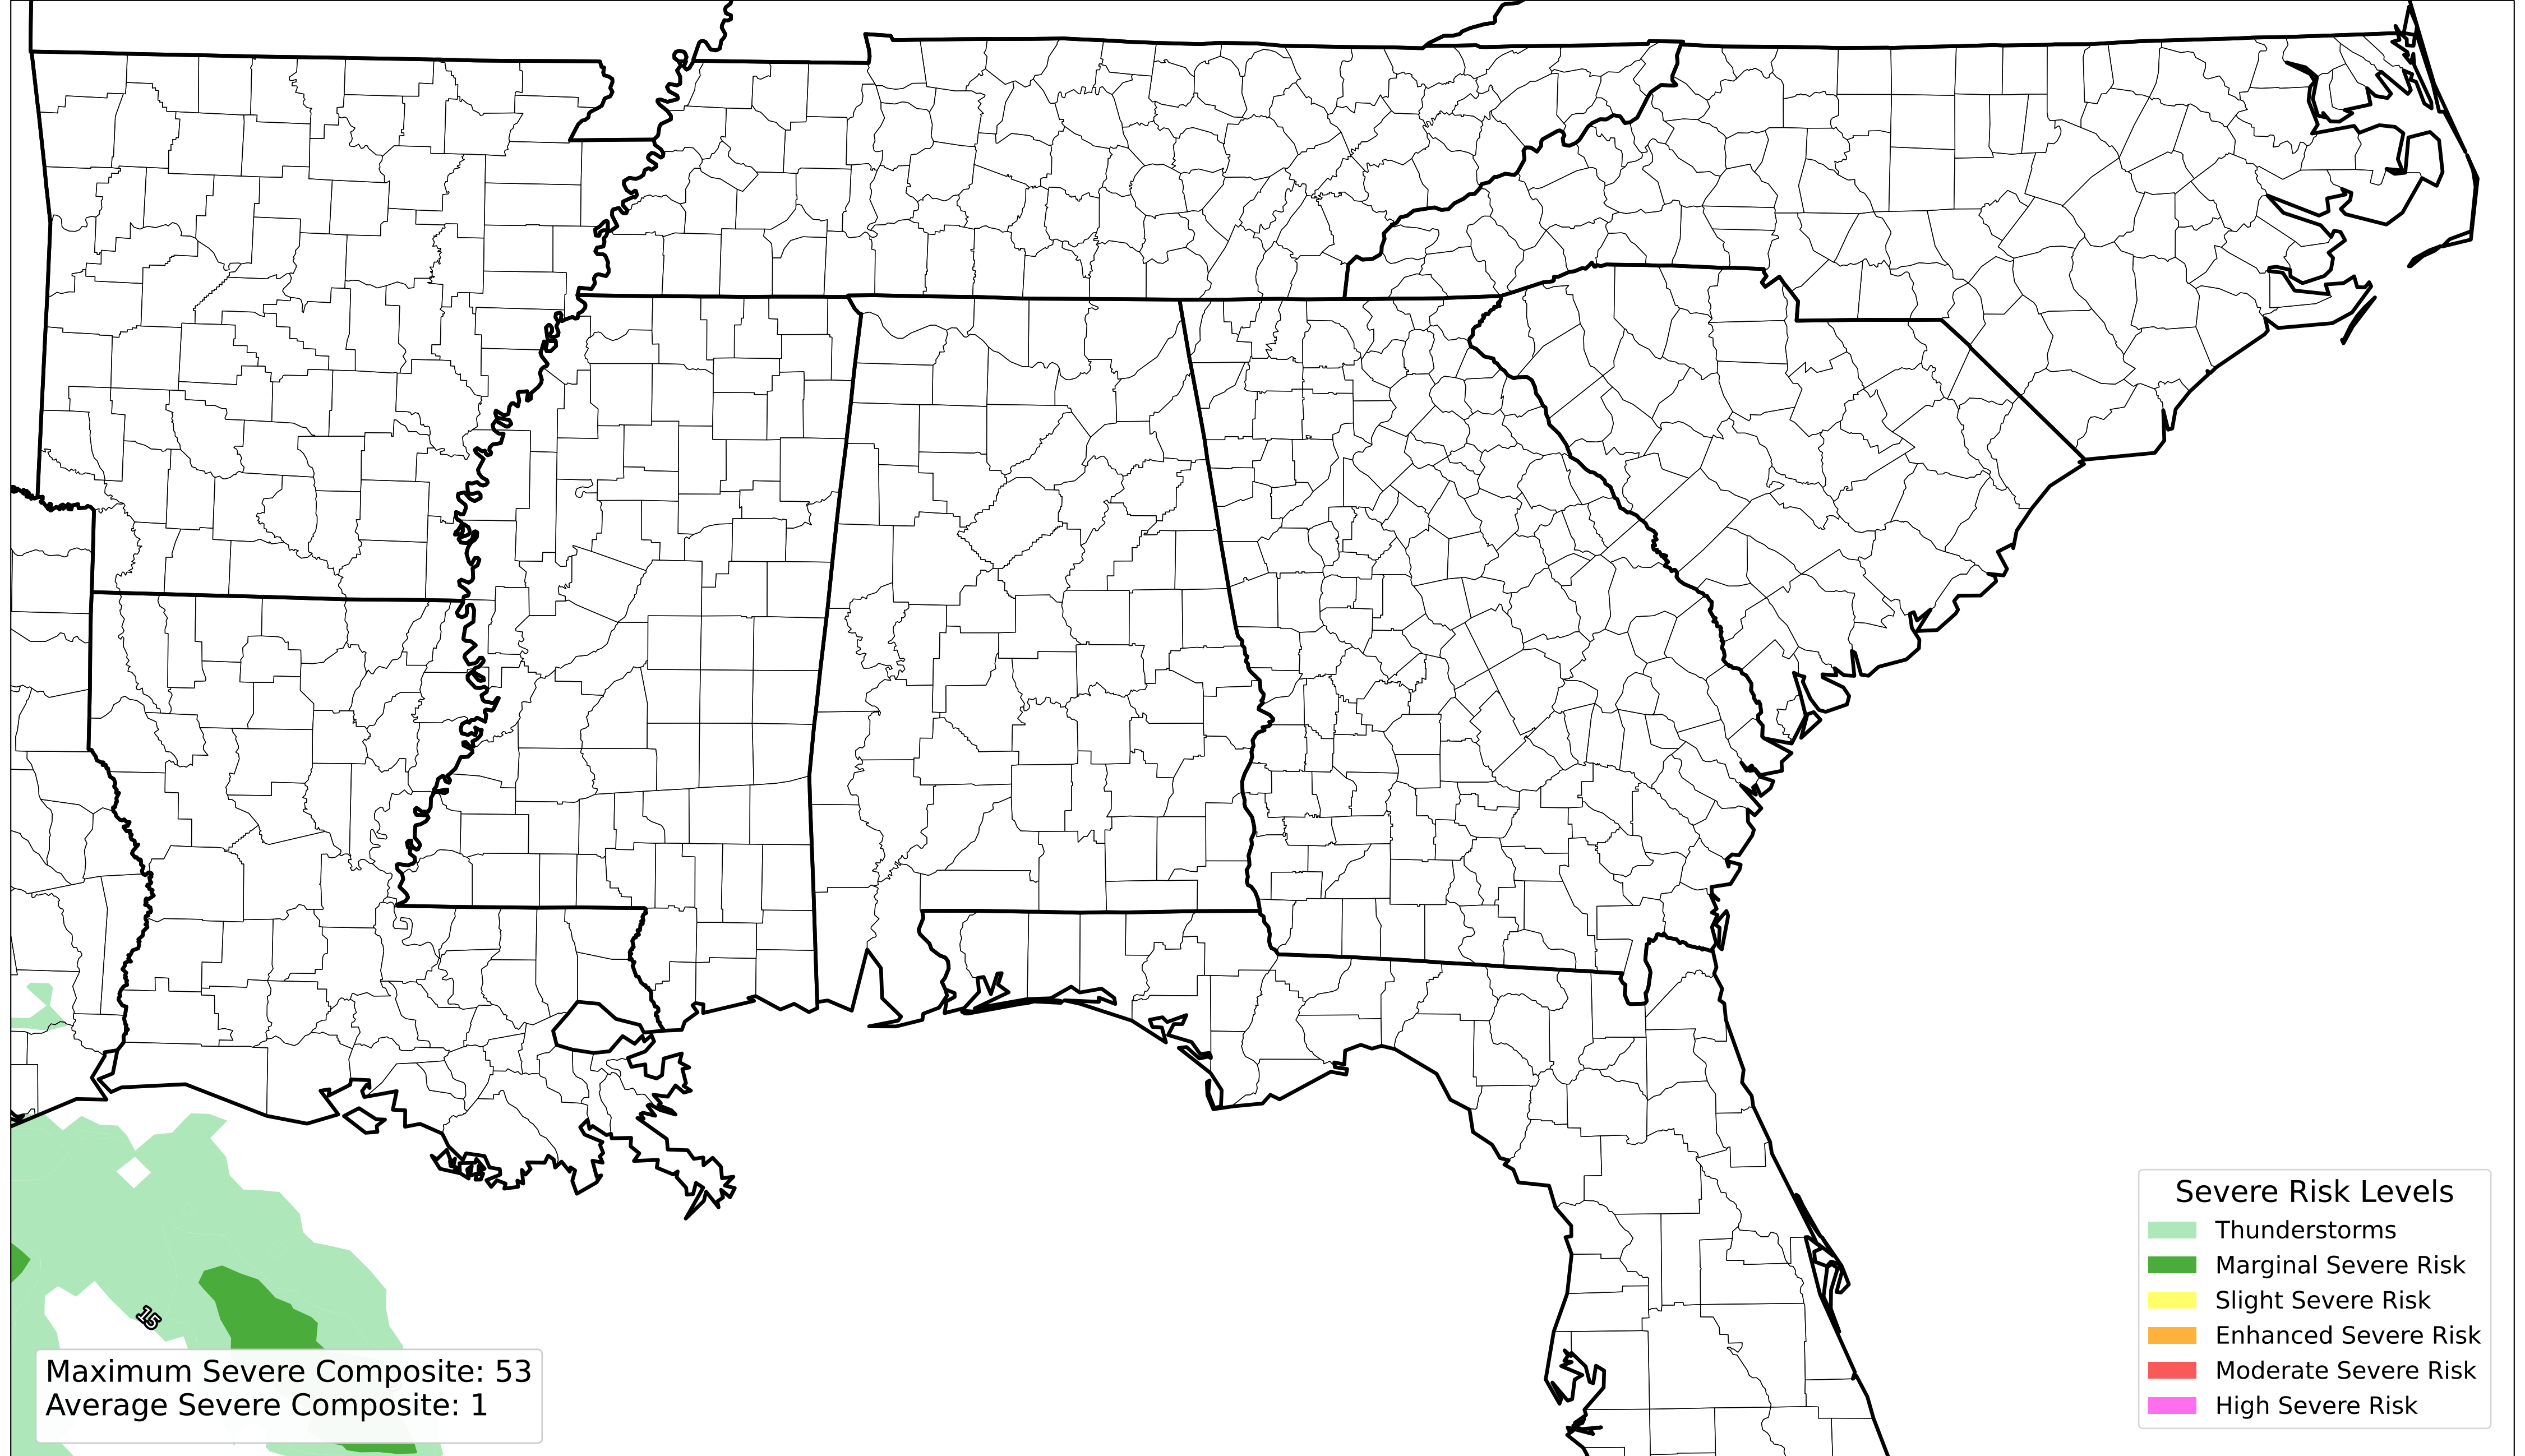 15
Maximum Severe Composite: 53
Average Severe Composite: 1
Severe Risk Levels
Thunderstorms
Marginal Severe Risk
Slight Severe Risk
Enhanced Severe Risk
Moderate Severe Risk
High Severe Risk